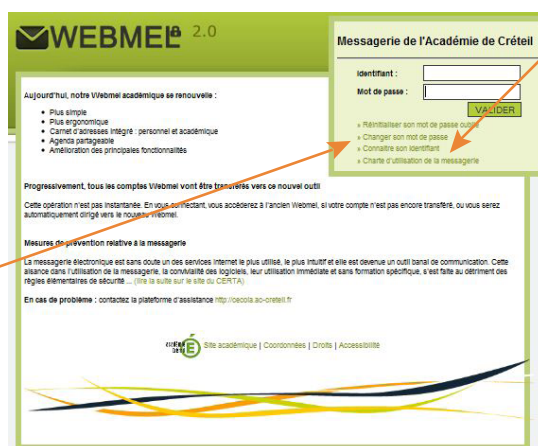 WEBMEL 2.0
Messagerie de l'Académie de Créteil
Identifiant :
Mot de passe :
VALIDER
» Réinitialiser son mot de passe oublié
» Changer son mot de passe
» Connaitre son identifiant
» Charte d'utilisation de la messagerie
Aujourd'hui, notre Webmel académique se renouvelle :
• Plus simple
• Plus ergonomique
• Carnet d'adresses intégré : personnel et académique
• Agenda partageable
• Amélioration des principales fonctionnalités
Progressivement, tous les comptes Webmel vont être transférés vers ce nouvel outil
Cette opération n'est pas instantanée. En vous connectant, vous accéderez à l'ancien Webmel, si votre compte n'est pas encore transféré, ou vous serez
automatiquement dirigé vers le nouveau Webmel.
Mesures de prévention relative à la messagerie
La messagerie électronique est sans doute un des services Internet le plus utilisé, le plus intuitif et elle est devenue un outil banal de communication. Cette
aisance dans l'utilisation de la messagerie, la convivialité des logiciels, leur utilisation immédiate et sans formation spécifique, s'est faite au détriment des
règles élémentaires de sécurité ... (lire la suite sur le site du CERTA)
En cas de problème : contactez la plateforme d'assistance http://cecola.ac-creteil.fr
Site académique | Coordonnées | Droits | Accessibilité